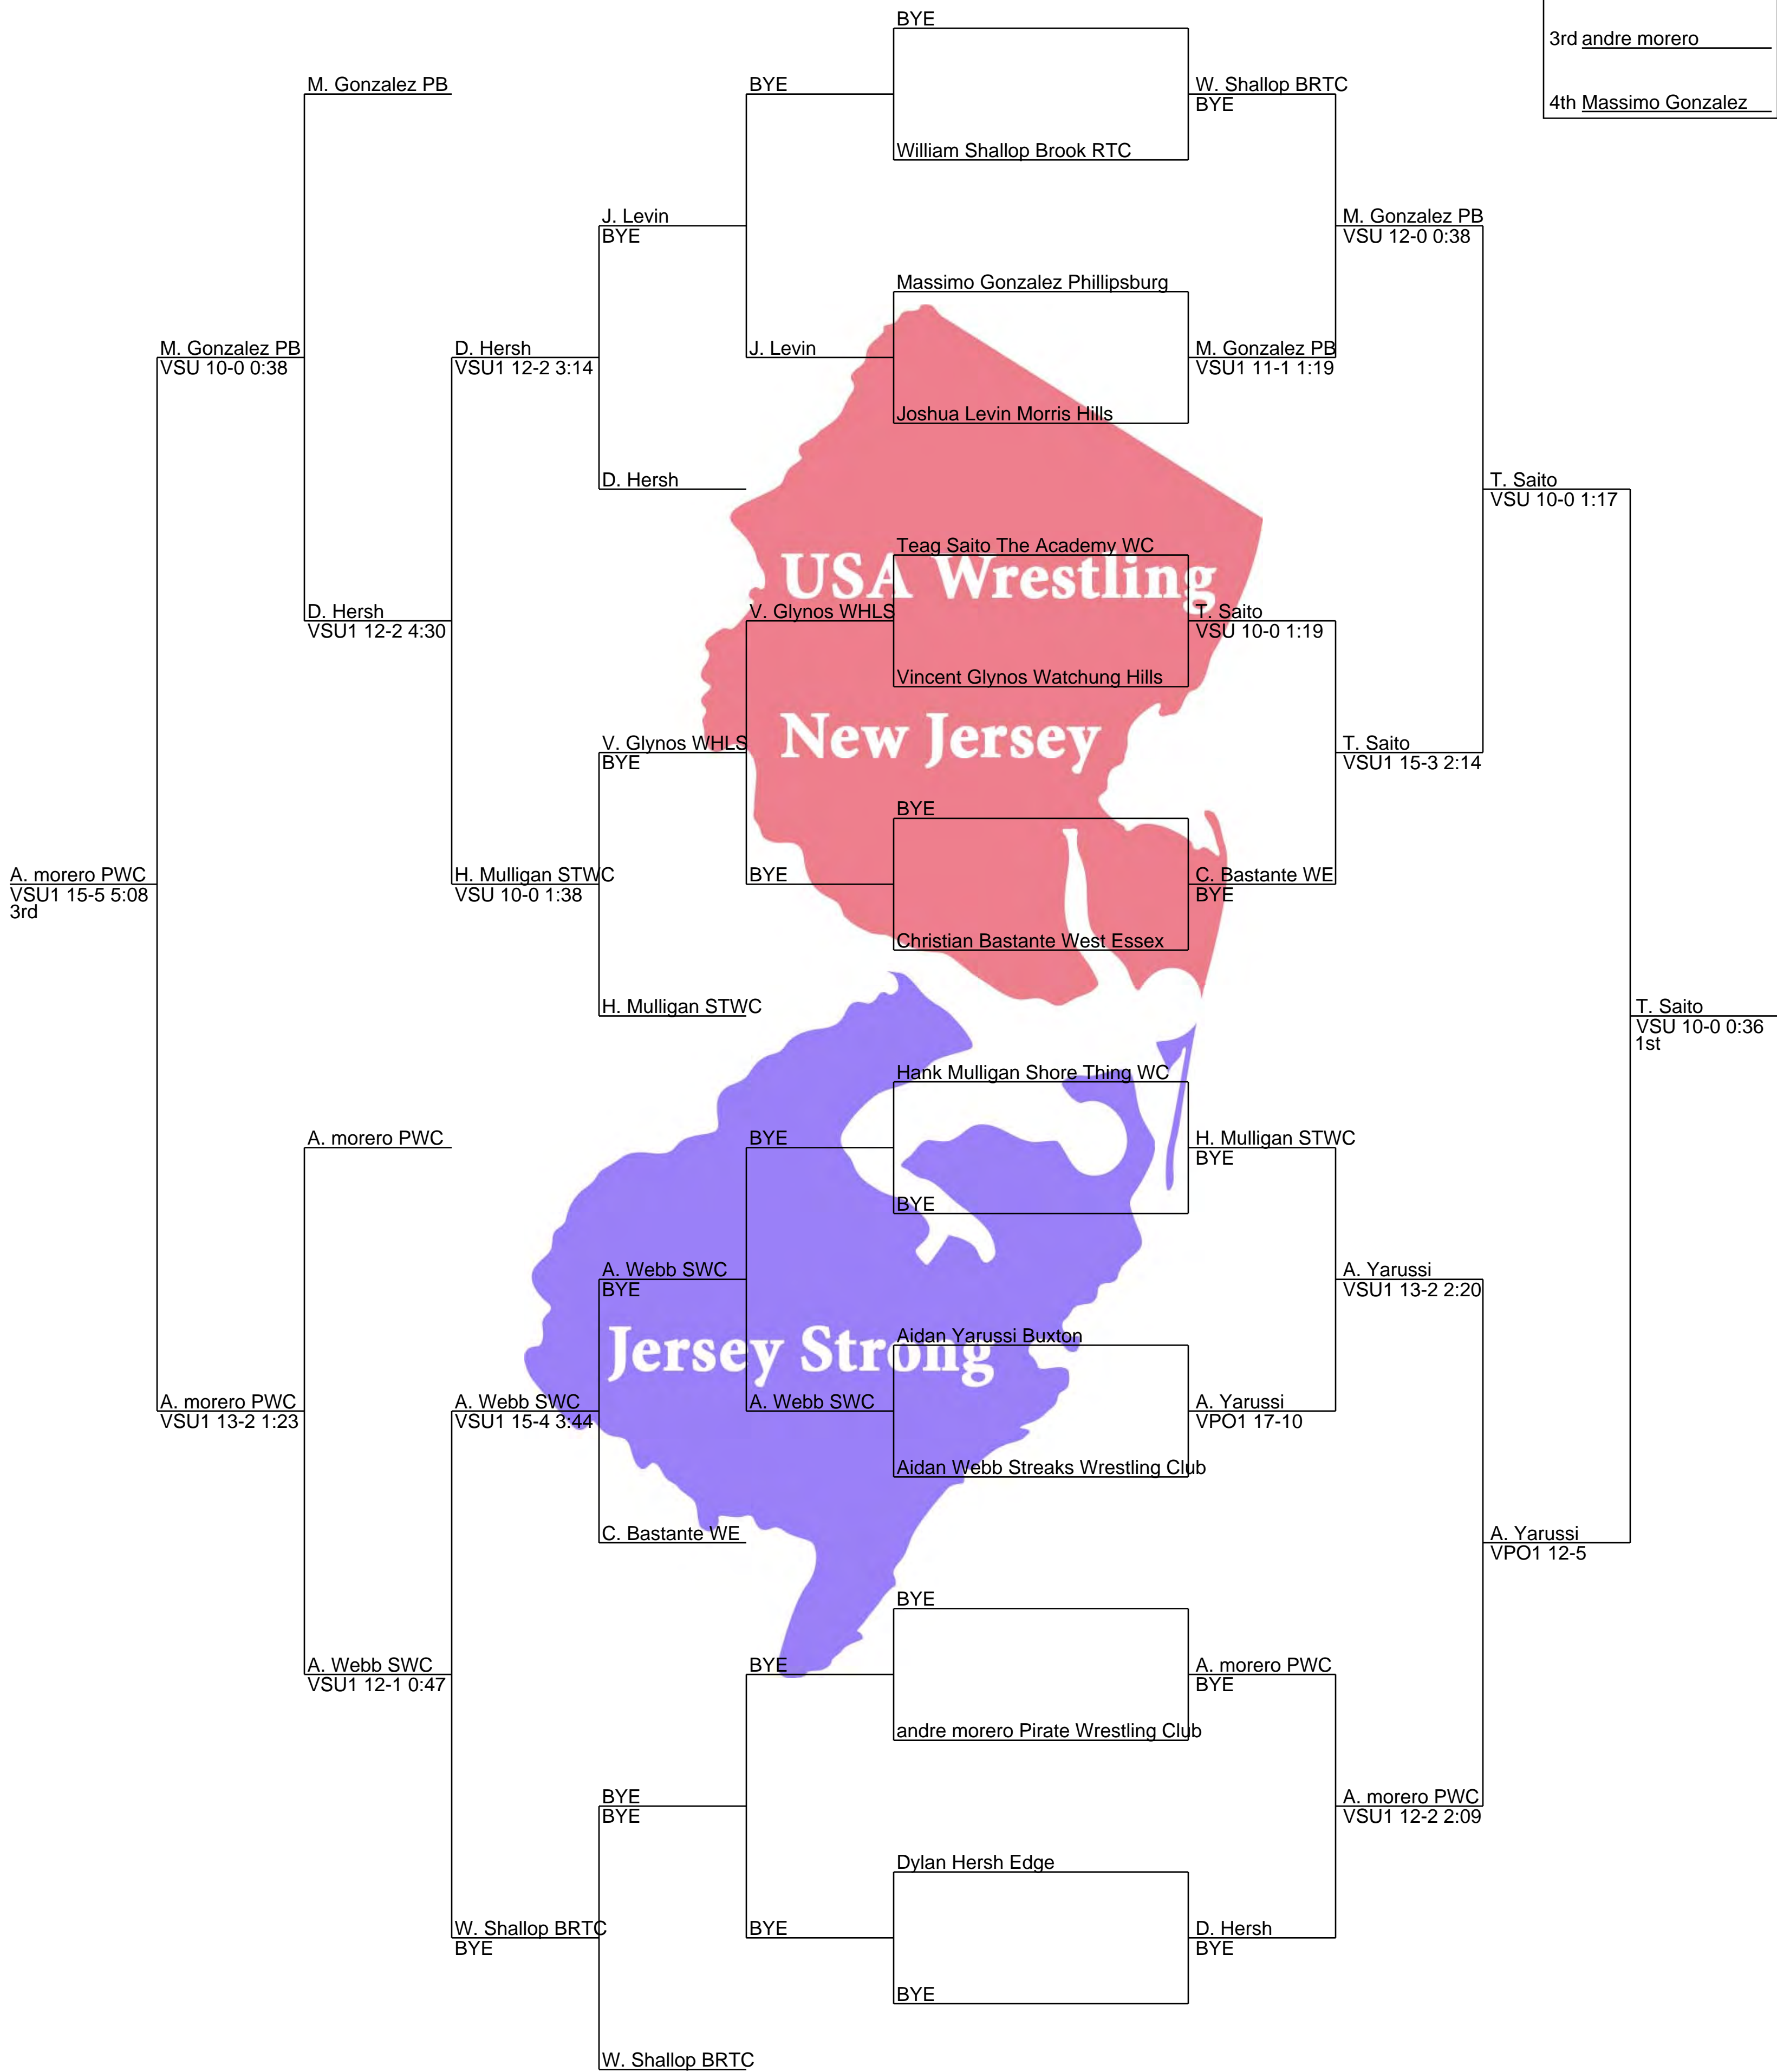 BYE
3rd andre morero
M. Gonzalez PB
BYE
W. Shallop BRTC
BYE
4th Massimo Gonzalez
William Shallop Brook RTC
J. Levin
BYE
M. Gonzalez PB
VSU 12-0 0:38
Massimo Gonzalez Phillipsburg
M. Gonzalez PB
VSU 10-0 0:38
D. Hersh
VSU1 12-2 3:14
J. Levin
M. Gonzalez PB
VSU1 11-1 1:19
Joshua Levin Morris Hills
D. Hersh
T. Saito
VSU 10-0 1:17
Teag Saito The Academy WC
USA Wrestling
D. Hersh
VSU1 12-2 4:30
V. Glynos WHLS
T. Saito
VSU 10-0 1:19
Vincent Glynos Watchung Hills
New Jersey
V. Glynos WHLS
BYE
T. Saito
VSU1 15-3 2:14
BYE
A. morero PWC
VSU1 15-5 5:08
3rd
H. Mulligan STWC
VSU 10-0 1:38
BYE
C. Bastante WE
BYE
Christian Bastante West Essex
H. Mulligan STWC
T. Saito
VSU 10-0 0:36
1st
Hank Mulligan Shore Thing WC
A. morero PWC
BYE
H. Mulligan STWC
BYE
BYE
A. Webb SWC
BYE
A. Yarussi
VSU1 13-2 2:20
Aidan Yarussi Buxton
Jersey Strong
A. morero PWC
VSU1 13-2 1:23
A. Webb SWC
VSU1 15-4 3:44
A. Webb SWC
A. Yarussi
VPO1 17-10
Aidan Webb Streaks Wrestling Club
C. Bastante WE
A. Yarussi
VPO1 12-5
BYE
A. Webb SWC
VSU1 12-1 0:47
BYE
A. morero PWC
BYE
andre morero Pirate Wrestling Club
BYE
BYE
A. morero PWC
VSU1 12-2 2:09
Dylan Hersh Edge
W. Shallop BRTC
BYE
BYE
D. Hersh
BYE
BYE
W. Shallop BRTC